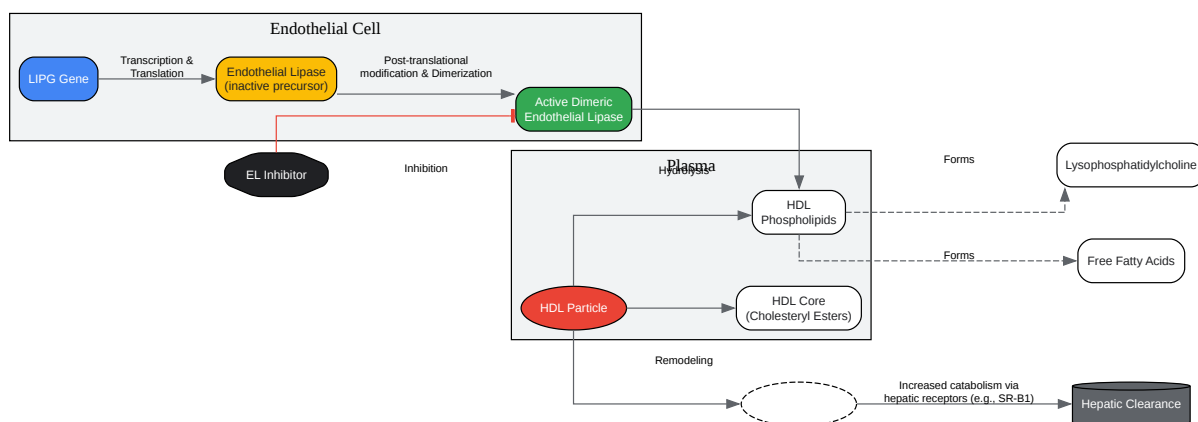 Endothelial Cell
LIPG Gene
Transcription &
Translation
Endothelial Lipase
(inactive precursor)
Post-translational
modification & Dimerization
Active Dimeric
Endothelial Lipase
EL Inhibitor
Inhibition
Plasma
Hydrolysis
HDL
Phospholipids
Forms
Lysophosphatidylcholine
Forms
Free Fatty Acids
HDL Particle
HDL Core
(Cholesteryl Esters)
Remodeling
Increased catabolism via
hepatic receptors (e.g., SR-B1)
Hepatic Clearance